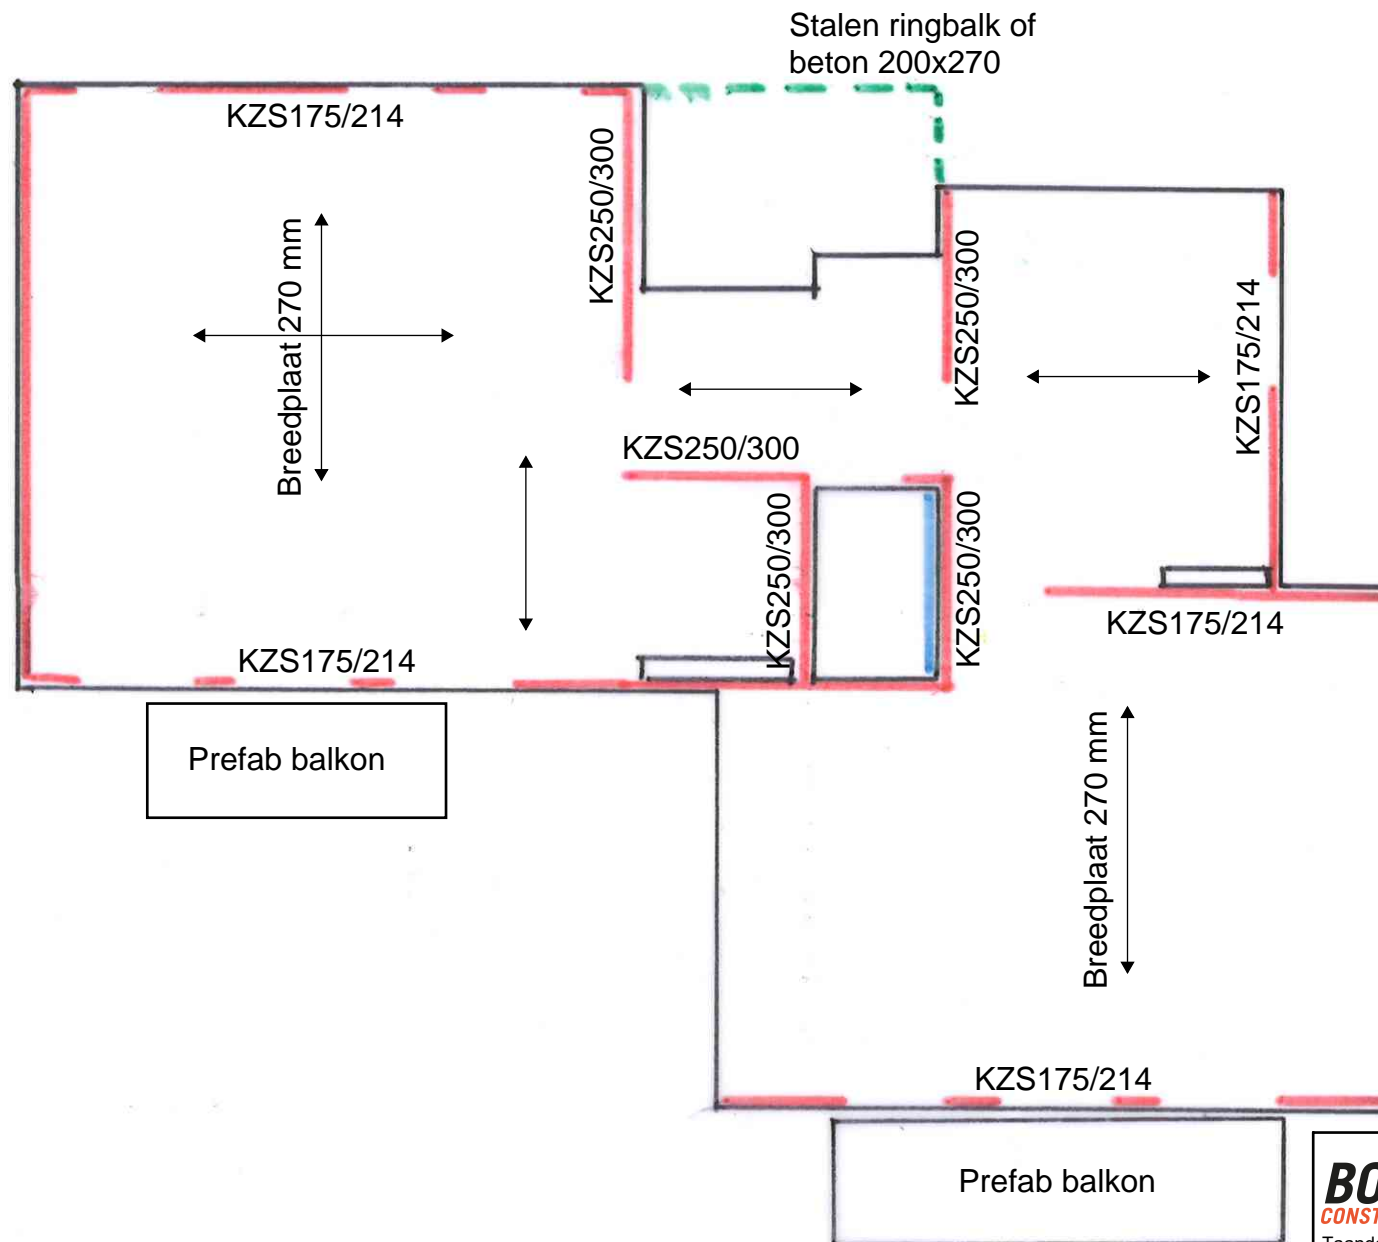 Stalen ringbalk of
beton 200x270
KZS175/214
KZS250/300
Breedplaat 270 mm
KZS250/300
KZS175/214
KZS250/300
KZS250/300
KZS250/300
KZS175/214
KZS175/214
Prefab balkon
Breedplaat 270 mm
KZS175/214
Prefab balkon
BO
CONST